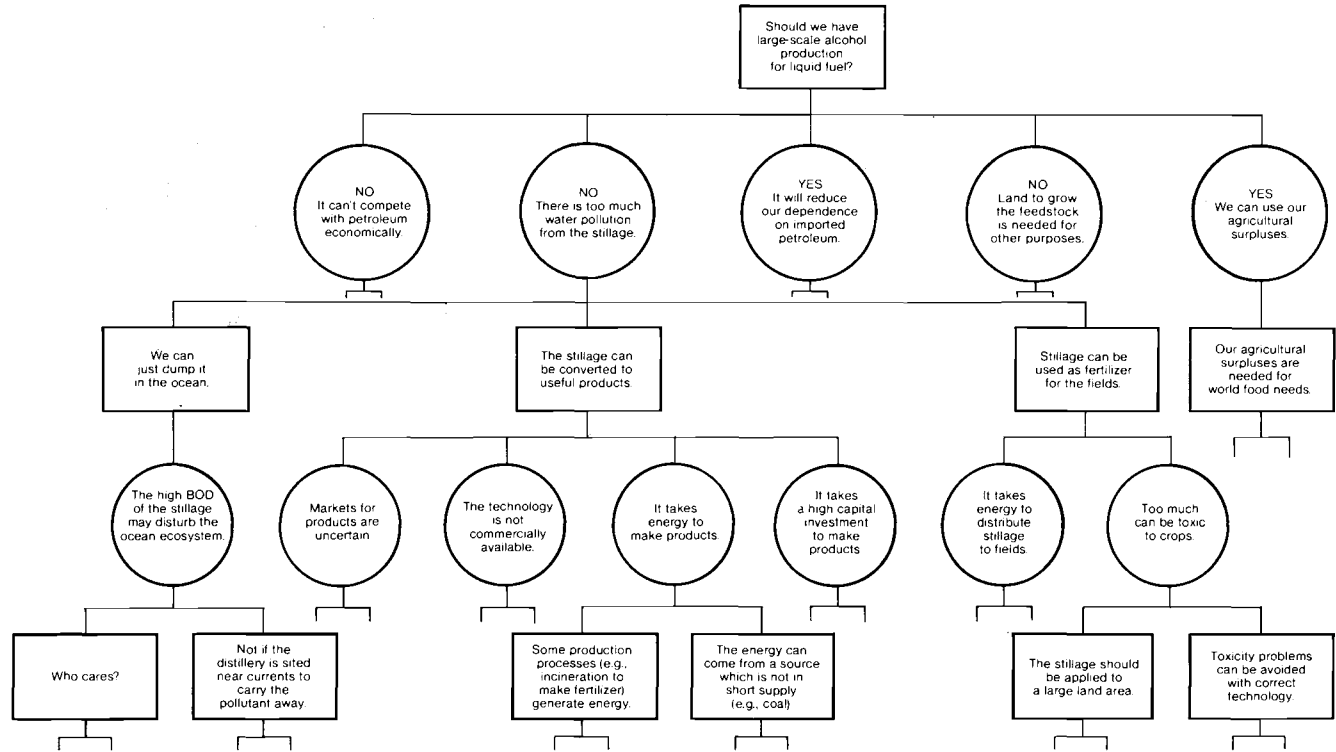 Should we have
large-scale alcohol
production
for liquid fuel?
NO
It can't compete
with petroleum
economically.
NO
There is too much
water pollution
from the stillage.
YES
It will reduce
our dependence
on imported
petroleum.
NO
Land to grow
the feedstock
is needed for
other purposes.
YES
We can use our
agricultural
surpluses.
We can
just dump it
in the ocean.
The stillage can
be converted to
useful products.
Stillage can be
used as fertilizer
for the fields.
Our agricultural
surpluses are
needed for
world food needs.
The high BOD
of the stillage
may disturb the
ocean ecosystem.
Markets for
products are
uncertain
The technology
is not
commercially
available.
It takes
energy to
make products.
It takes
a high capital
investment
to make
products
It takes
energy to
distribute
stillage
to fields.
Too much
can be toxic
to crops.
Who cares?
Not if the
distillery is sited
near currents to
carry the
pollutant away.
Some production
processes (e.g.,
incineration to
make fertilizer)
generate energy.
The energy can
come from a source
which is not in
short supply
(e.g., coal)
The stillage should
be applied to
a large land area.
Toxicity problems
can be avoided
with correct
technology.